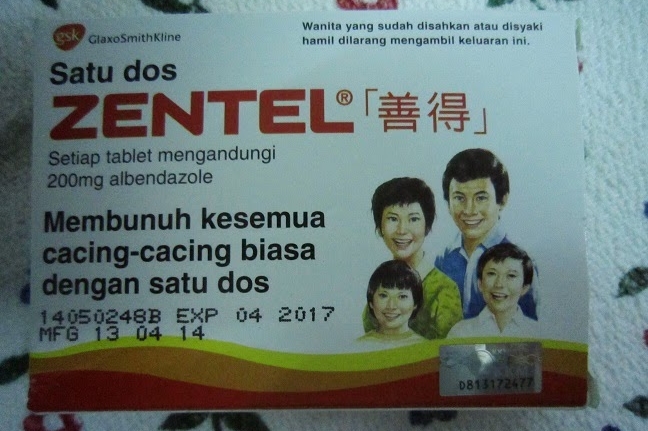 gsk GlaxoSmithKline
Wanita yang sudah disahkan atau disyaki
hamil dilarang mengambil keluaran ini.
Satu dos
ZENTEL®「善得」
Setiap tablet mengandungi
200mg albendazole
Membunuh kesemua
cacing-cacing biasa
dengan satu dos
14050248B EXP 04 2017
MFG 13 04 14
D813172477